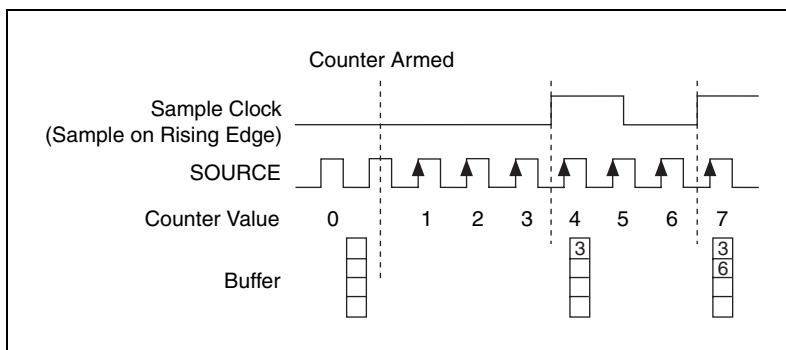 Counter Armed
Sample Clock
(Sample on Rising Edge)
SOURCE
Counter Value 0 1 2 3 4 5 6 7
3 3
6
Buffer